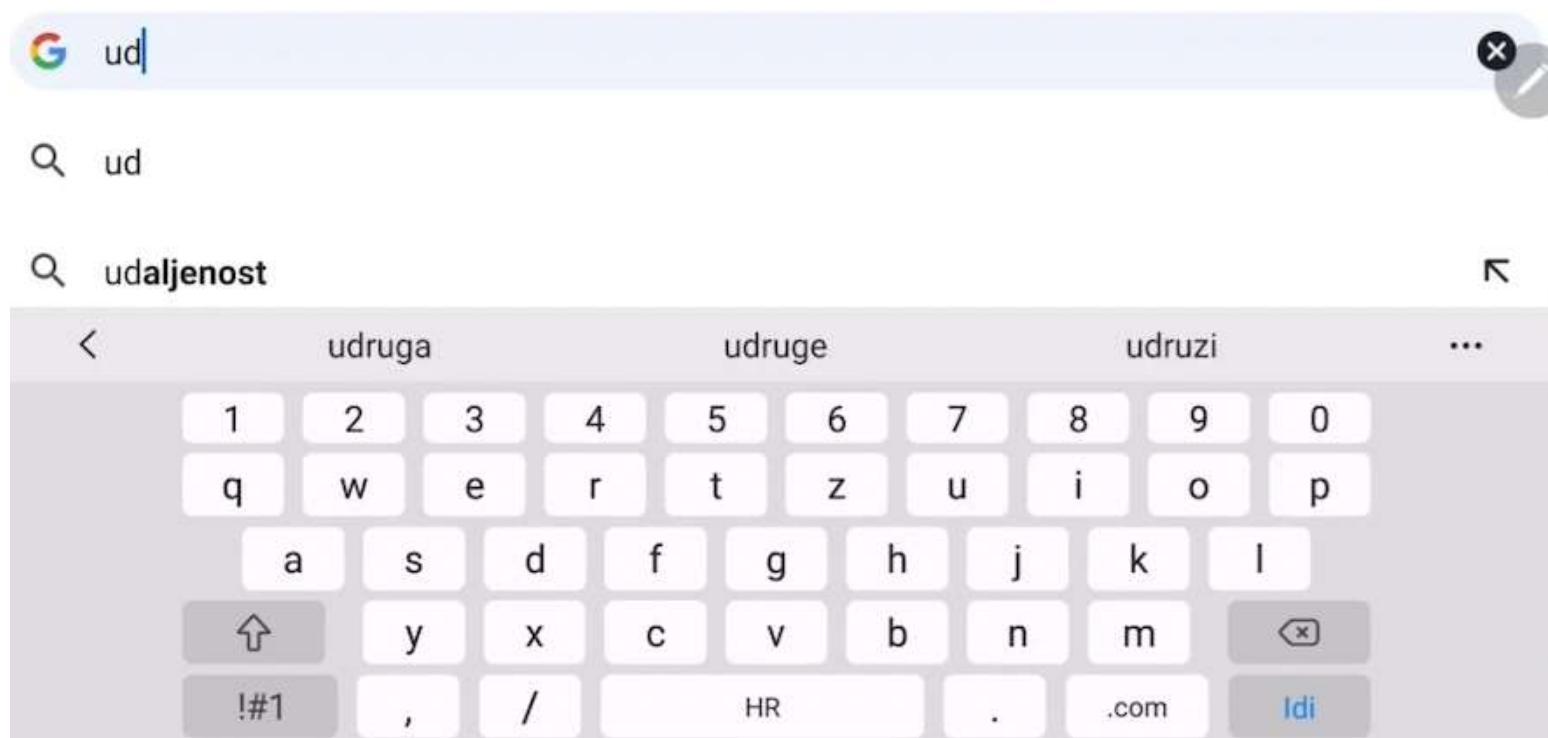 ud
ud
udaljenost
udruga udruge udruzi
1 2 3 4 5 6 7 8 9 0
q w e r t z u i o p
a s d f g h j k l
y x c v b n m
!#1 , / HR . .com Idi